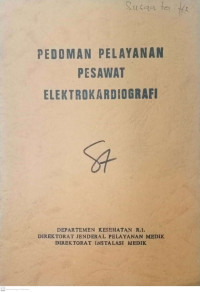 PEDOMAN PELAYANAN
PESAWAT
ELEKTROKARDIOGRAFI
DEPARTEMEN KESEHATAN R.I.
DIREKTORAT JENDERAL PELAYANAN MEDIK
DIREKTORAT INSTALASI MEDIK